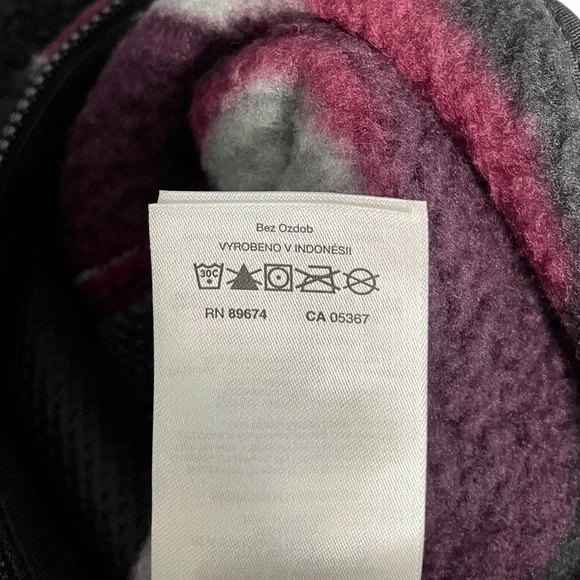 Bez Ozdob
VYROBENO V INDONÉSII
30C
RN 89674 CA 05367